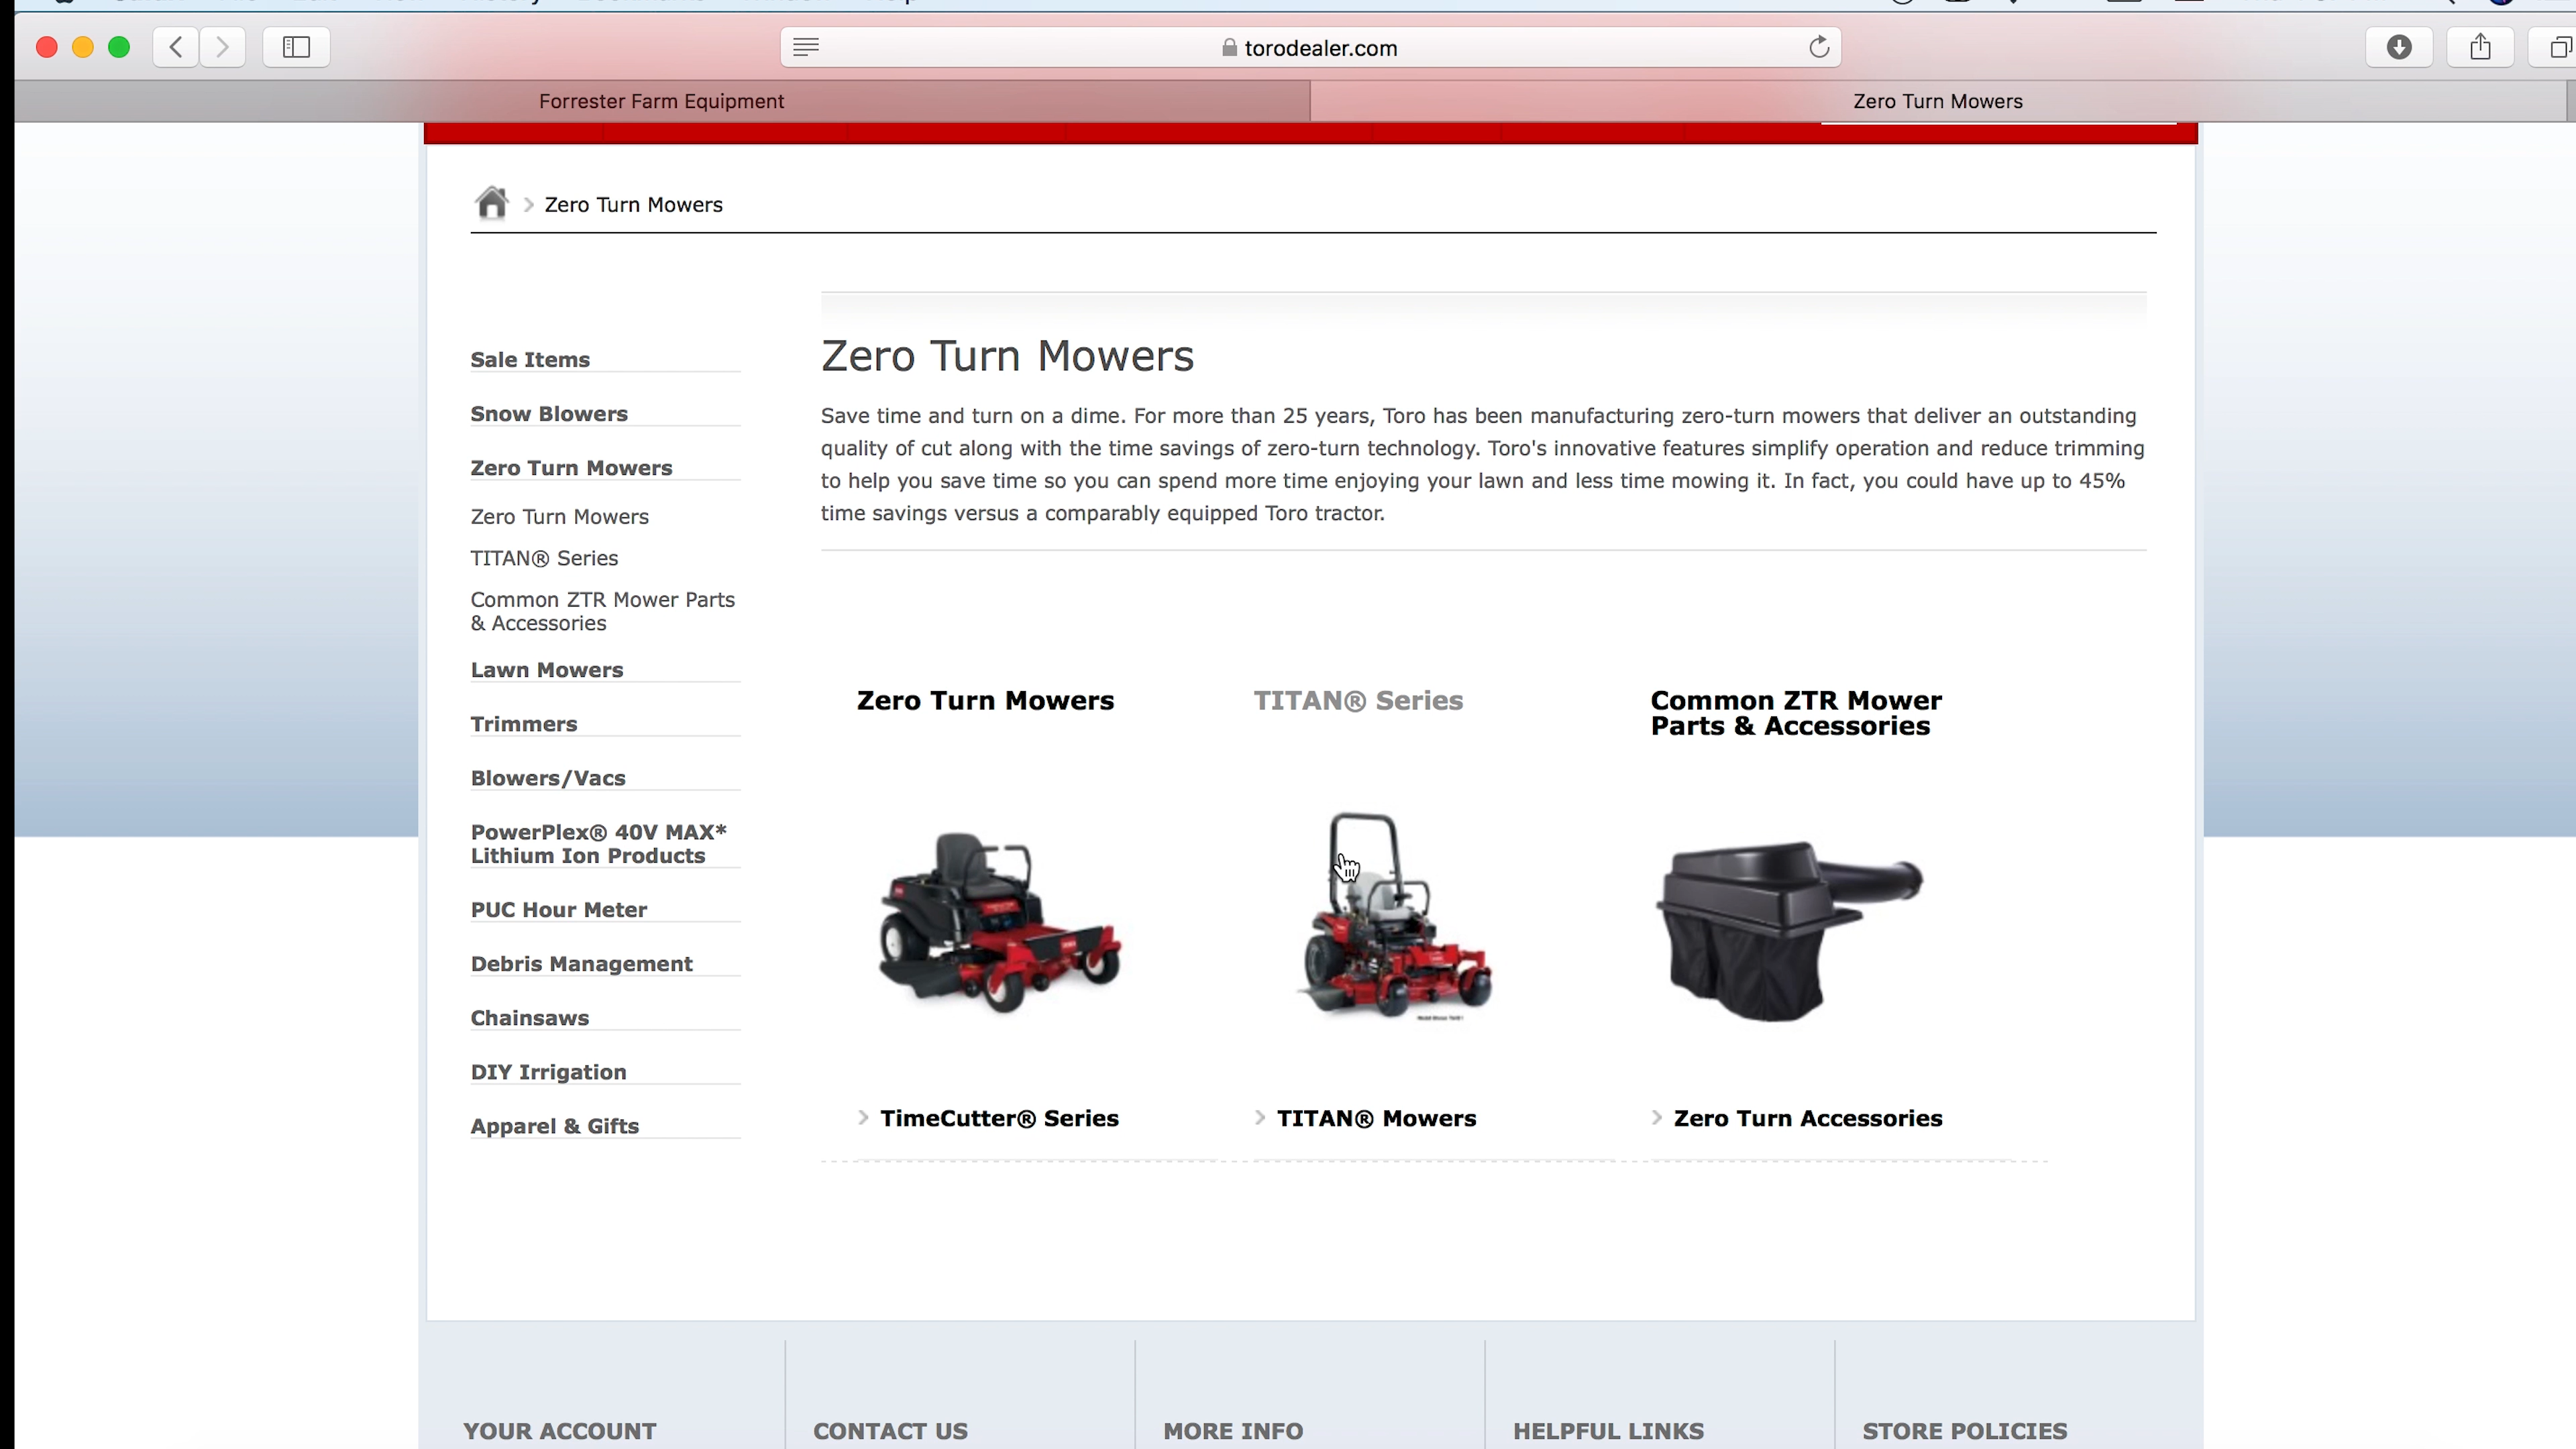 torodealer.com
Forrester Farm Equipment
Zero Turn Mowers
Zero Turn Mowers
Sale Items
Snow Blowers
Zero Turn Mowers
Zero Turn Mowers
TITAN® Series
Common ZTR Mower Parts
& Accessories
Lawn Mowers
Trimmers
Blowers/Vacs
PowerPlex® 40V MAX*
Lithium Ion Products
PUC Hour Meter
Debris Management
Chainsaws
DIY Irrigation
Apparel & Gifts
Zero Turn Mowers
Save time and turn on a dime. For more than 25 years, Toro has been manufacturing zero-turn mowers that deliver an outstanding
quality of cut along with the time savings of zero-turn technology. Toro's innovative features simplify operation and reduce trimming
to help you save time so you can spend more time enjoying your lawn and less time mowing it. In fact, you could have up to 45%
time savings versus a comparably equipped Toro tractor.
Zero Turn Mowers
TITAN® Series
Common ZTR Mower
Parts & Accessories
TimeCutter® Series
TITAN® Mowers
Zero Turn Accessories
YOUR ACCOUNT
CONTACT US
MORE INFO
HELPFUL LINKS
STORE POLICIES